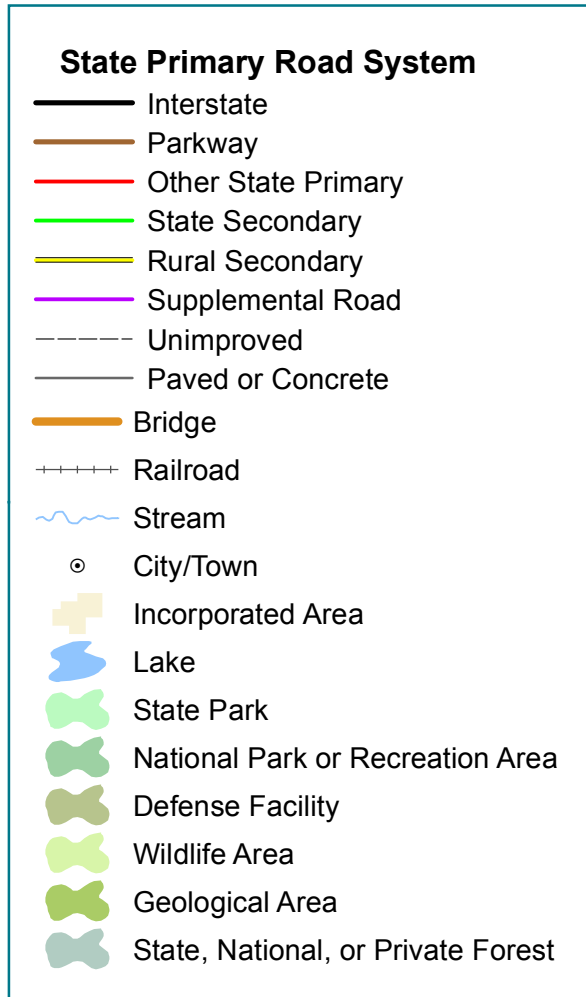 State Primary Road System
Interstate
Parkway
Other State Primary
State Secondary
Rural Secondary
Supplemental Road
Unimproved
Paved or Concrete
Bridge
Railroad
Stream
City/Town
Incorporated Area
Lake
State Park
National Park or Recreation Area
Defense Facility
Wildlife Area
Geological Area
State, National, or Private Forest